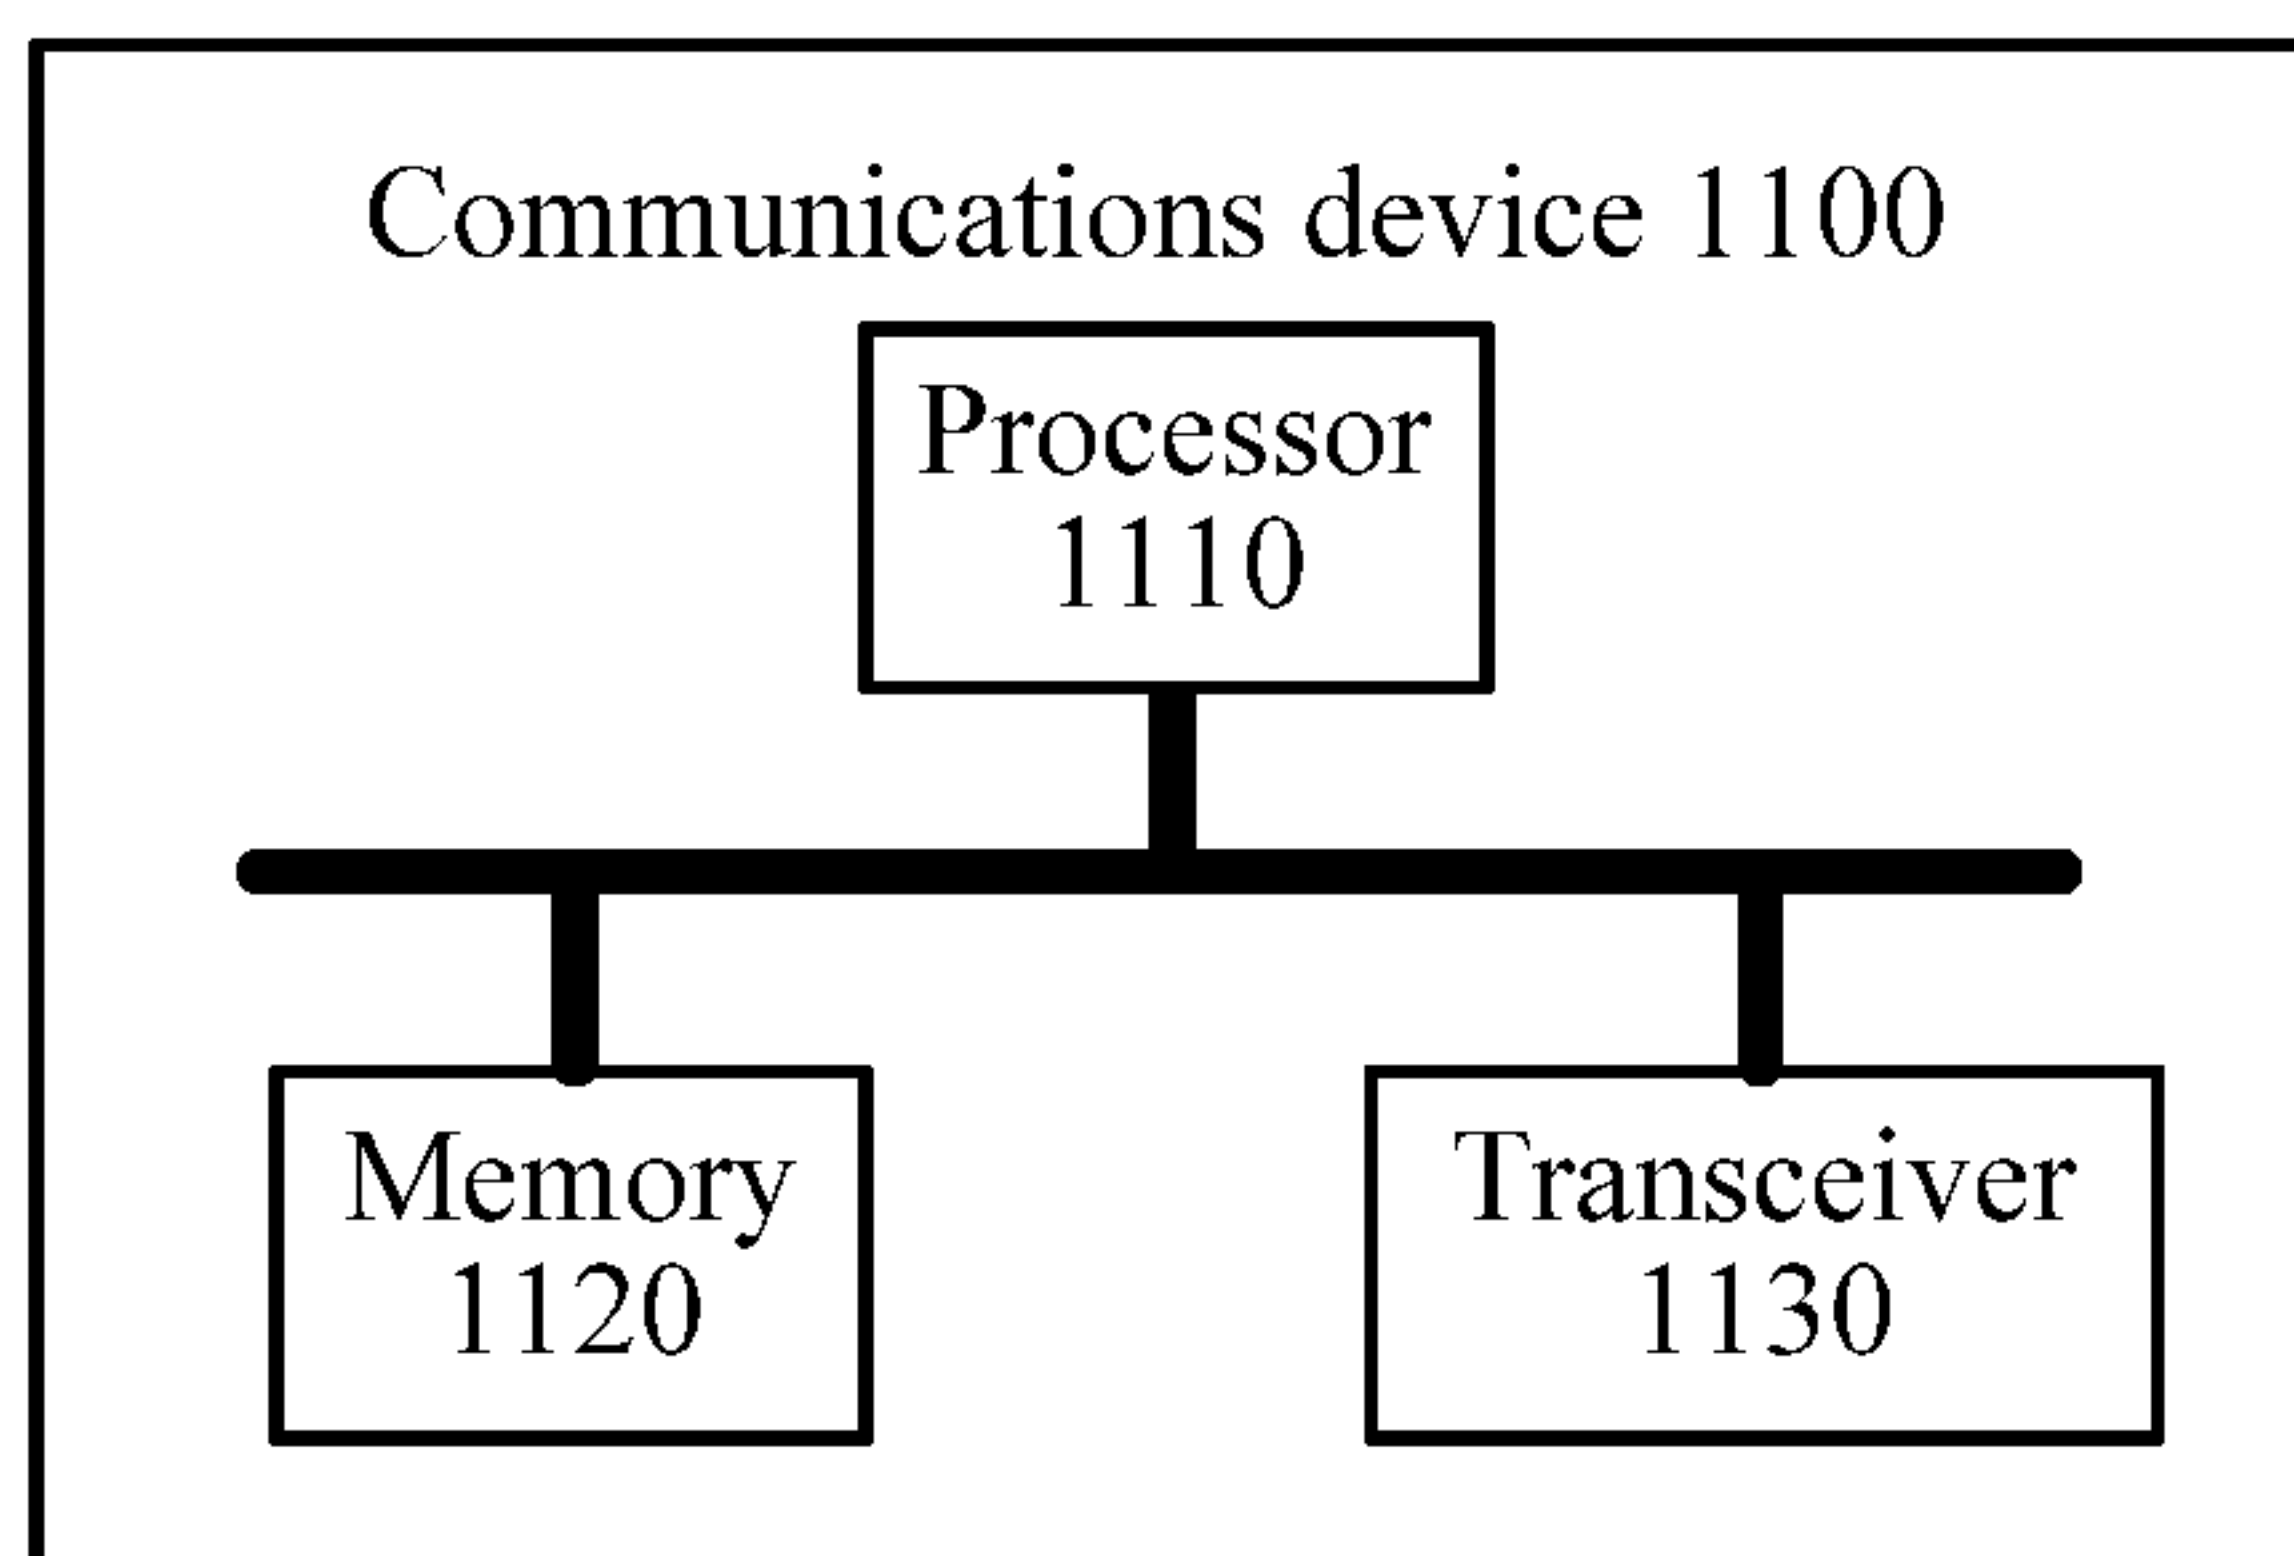 Communications device 1100
Processor
1110
Memory
1120
Transceiver
1130